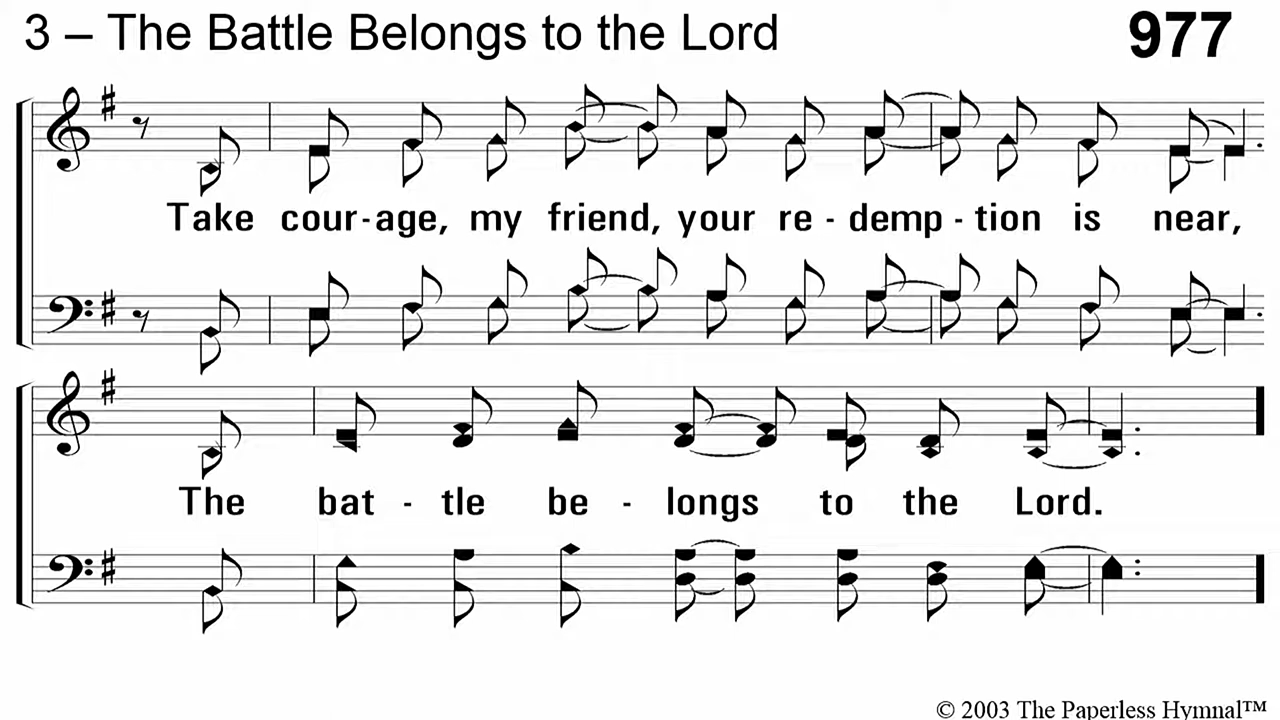 3 – The Battle Belongs to the Lord
977
Take cour-age, my friend, your re - demp - tion is near,
The bat - tle be - longs to the Lord.
© 2003 The Paperless Hymnal™